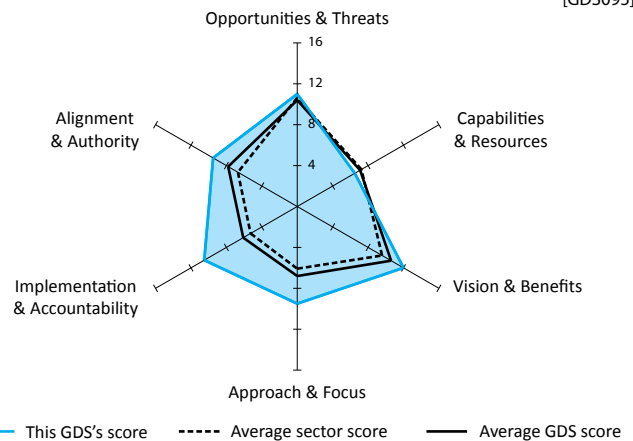 Opportunities & Threats
16
12
8
4
Alignment
& Authority
Capabilities
& Resources
Implementation
& Accountability
Vision & Benefits
Approach & Focus
This GDS's score
Average sector score
Average GDS score